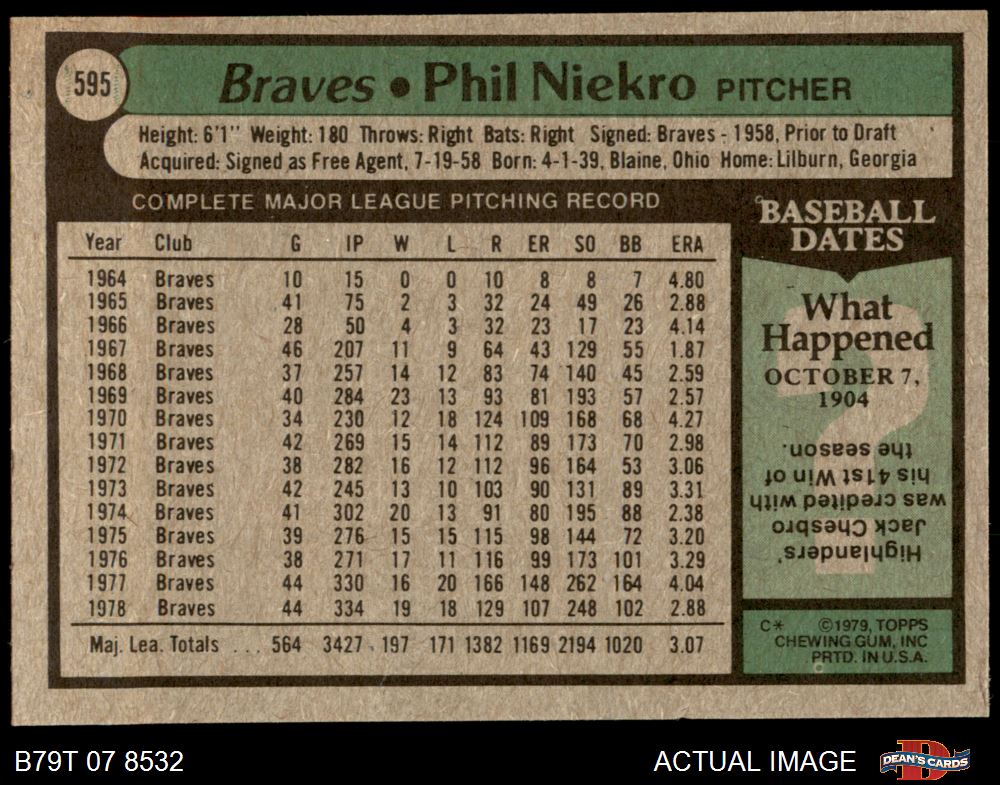 595
Braves • Phil Niekro PITCHER
Height: 6'1" Weight: 180 Throws: Right Bats: Right Signed: Braves - 1958, Prior to Draft
Acquired: Signed as Free Agent, 7-19-58 Born: 4-1-39, Blaine, Ohio Home: Lilburn, Georgia
COMPLETE MAJOR LEAGUE PITCHING RECORD
Year Club G IP W L R ER SO BB ERA
1964 Braves 10 15 0 0 10 8 8 7 4.80
1965 Braves 41 75 2 3 32 24 49 26 2.88
1966 Braves 28 50 4 3 32 23 17 23 4.14
1967 Braves 46 207 11 9 64 43 129 55 1.87
1968 Braves 37 257 14 12 83 74 140 45 2.59
1969 Braves 40 284 23 13 93 81 193 57 2.57
1970 Braves 34 230 12 18 124 109 168 68 4.27
1971 Braves 42 269 15 14 112 89 173 70 2.98
1972 Braves 38 282 16 12 112 96 164 53 3.06
1973 Braves 42 245 13 10 103 90 131 89 3.31
1974 Braves 41 302 20 13 91 80 195 88 2.38
1975 Braves 39 276 15 15 115 98 144 72 3.20
1976 Braves 38 271 17 11 116 99 173 101 3.29
1977 Braves 44 330 16 20 166 148 262 164 4.04
1978 Braves 44 334 19 18 129 107 248 102 2.88
Maj. Lea. Totals ... 564 3427 197 171 1382 1169 2194 1020 3.07
BASEBALL
DATES
What
Happened
OCTOBER 7,
1904
Highlanders'
Jack Chesbro
was credited with
his 41st Win of
the season.
C* ©1979, TOPPS
CHEWING GUM, INC
PRTD. IN U.S.A.
B79T 07 8532
ACTUAL IMAGE
D
DEAN'S CARDS